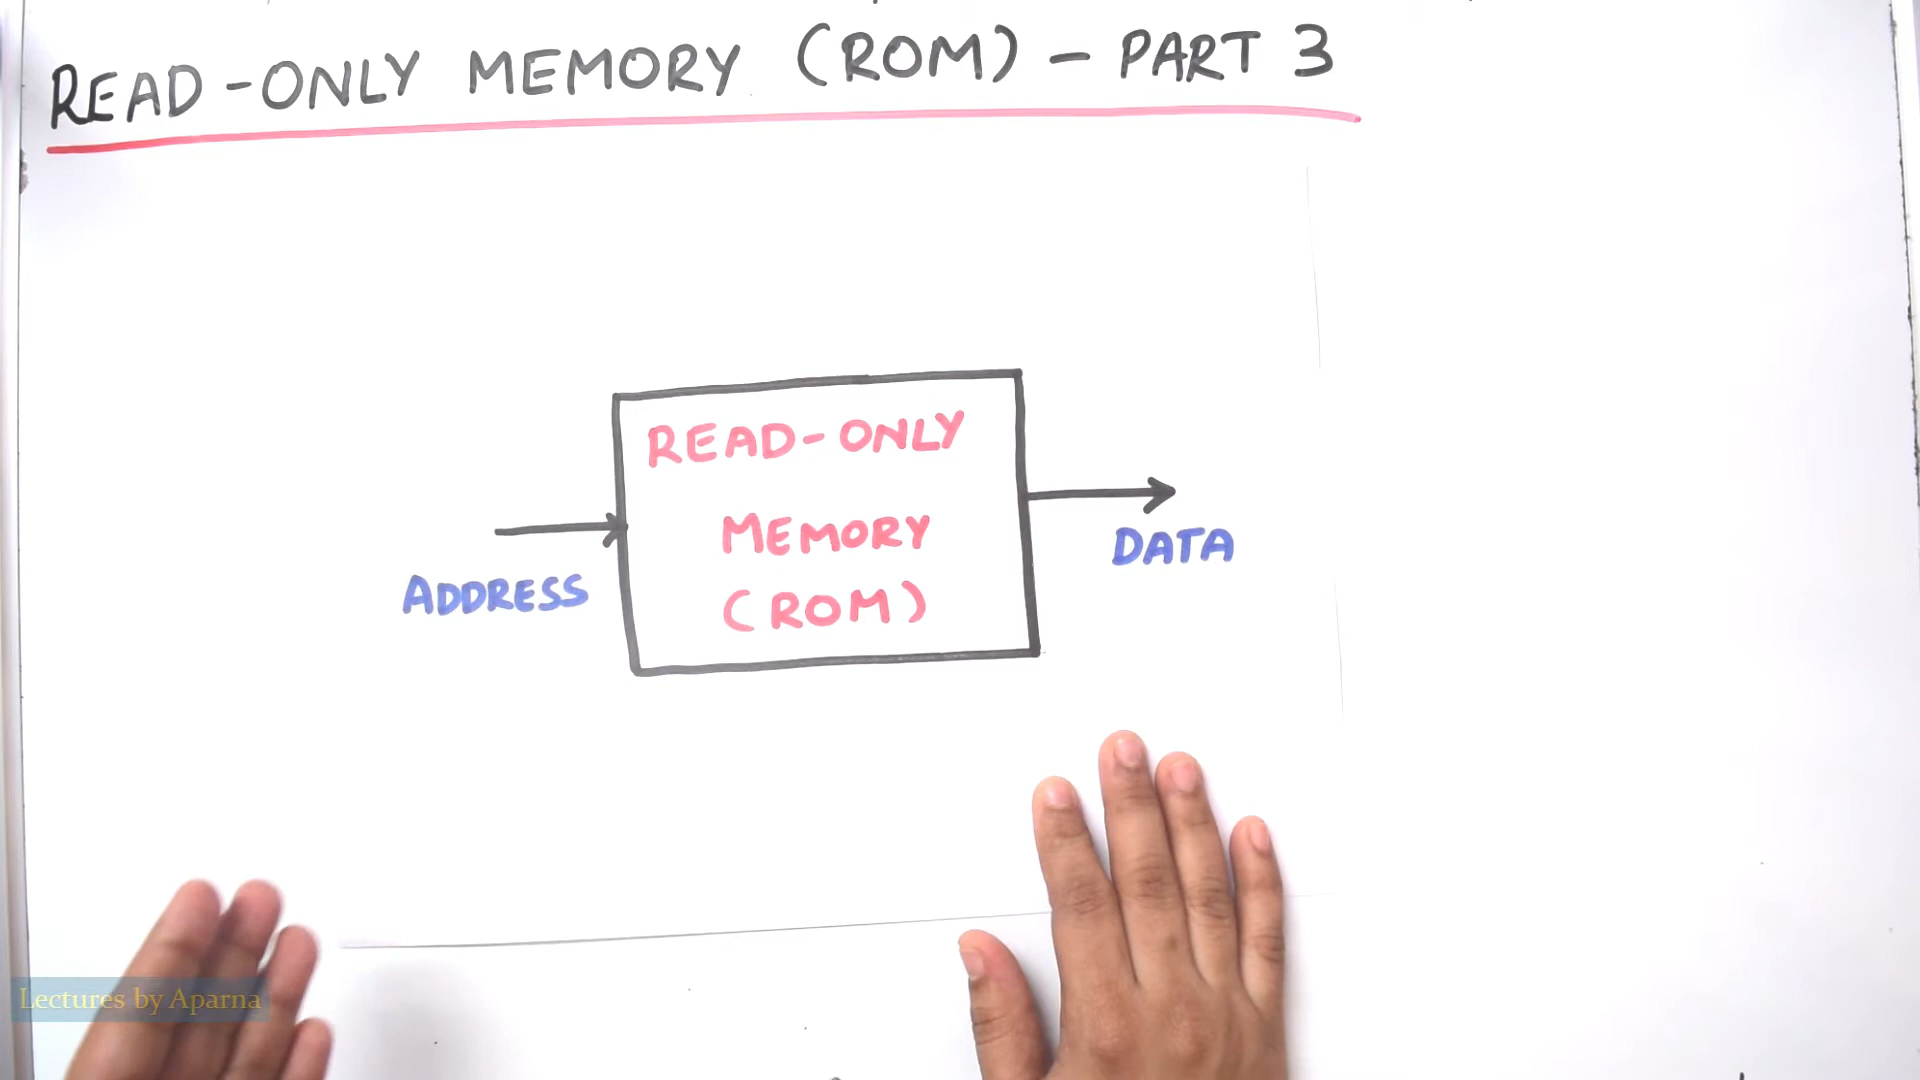 READ-ONLY MEMORY (ROM) - PART 3
READ-ONLY
MEMORY
(ROM)
ADDRESS
DATA
Lectures by Aparna